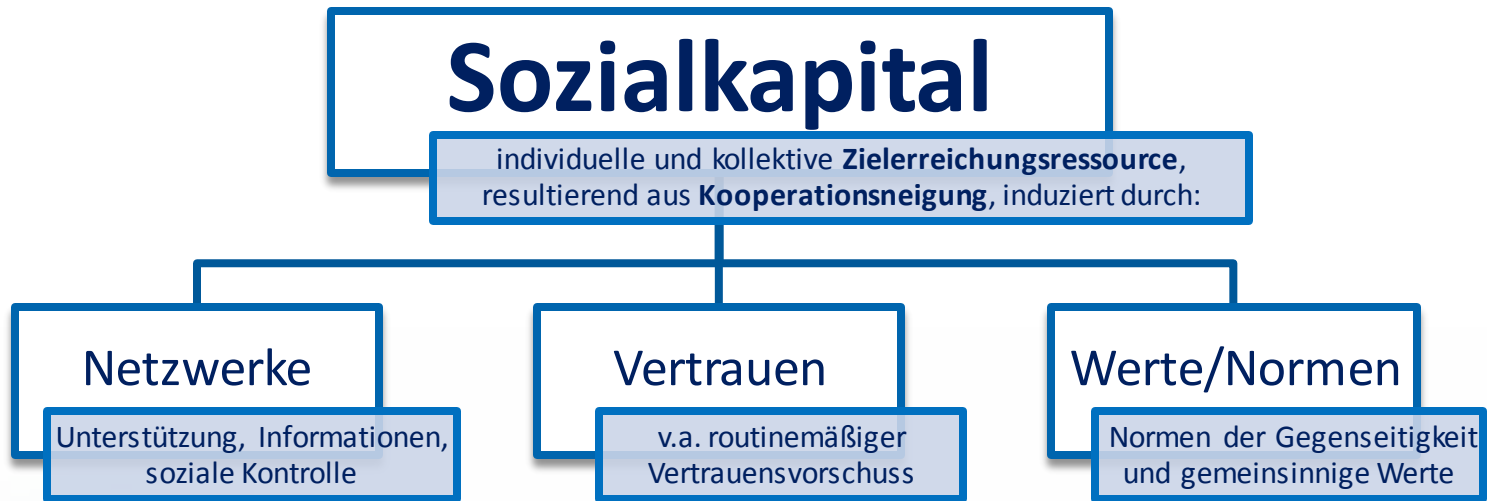 Sozialkapital
individuelle und kollektive Zielerreichungsressource,
resultierend aus Kooperationsneigung, induziert durch:
Netzwerke
Unterstützung, Informationen,
soziale Kontrolle
Vertrauen
v.a. routinemäßiger
Vertrauensvorschuss
Werte/Normen
Normen der Gegenseitigkeit
und gemeinsinnige Werte